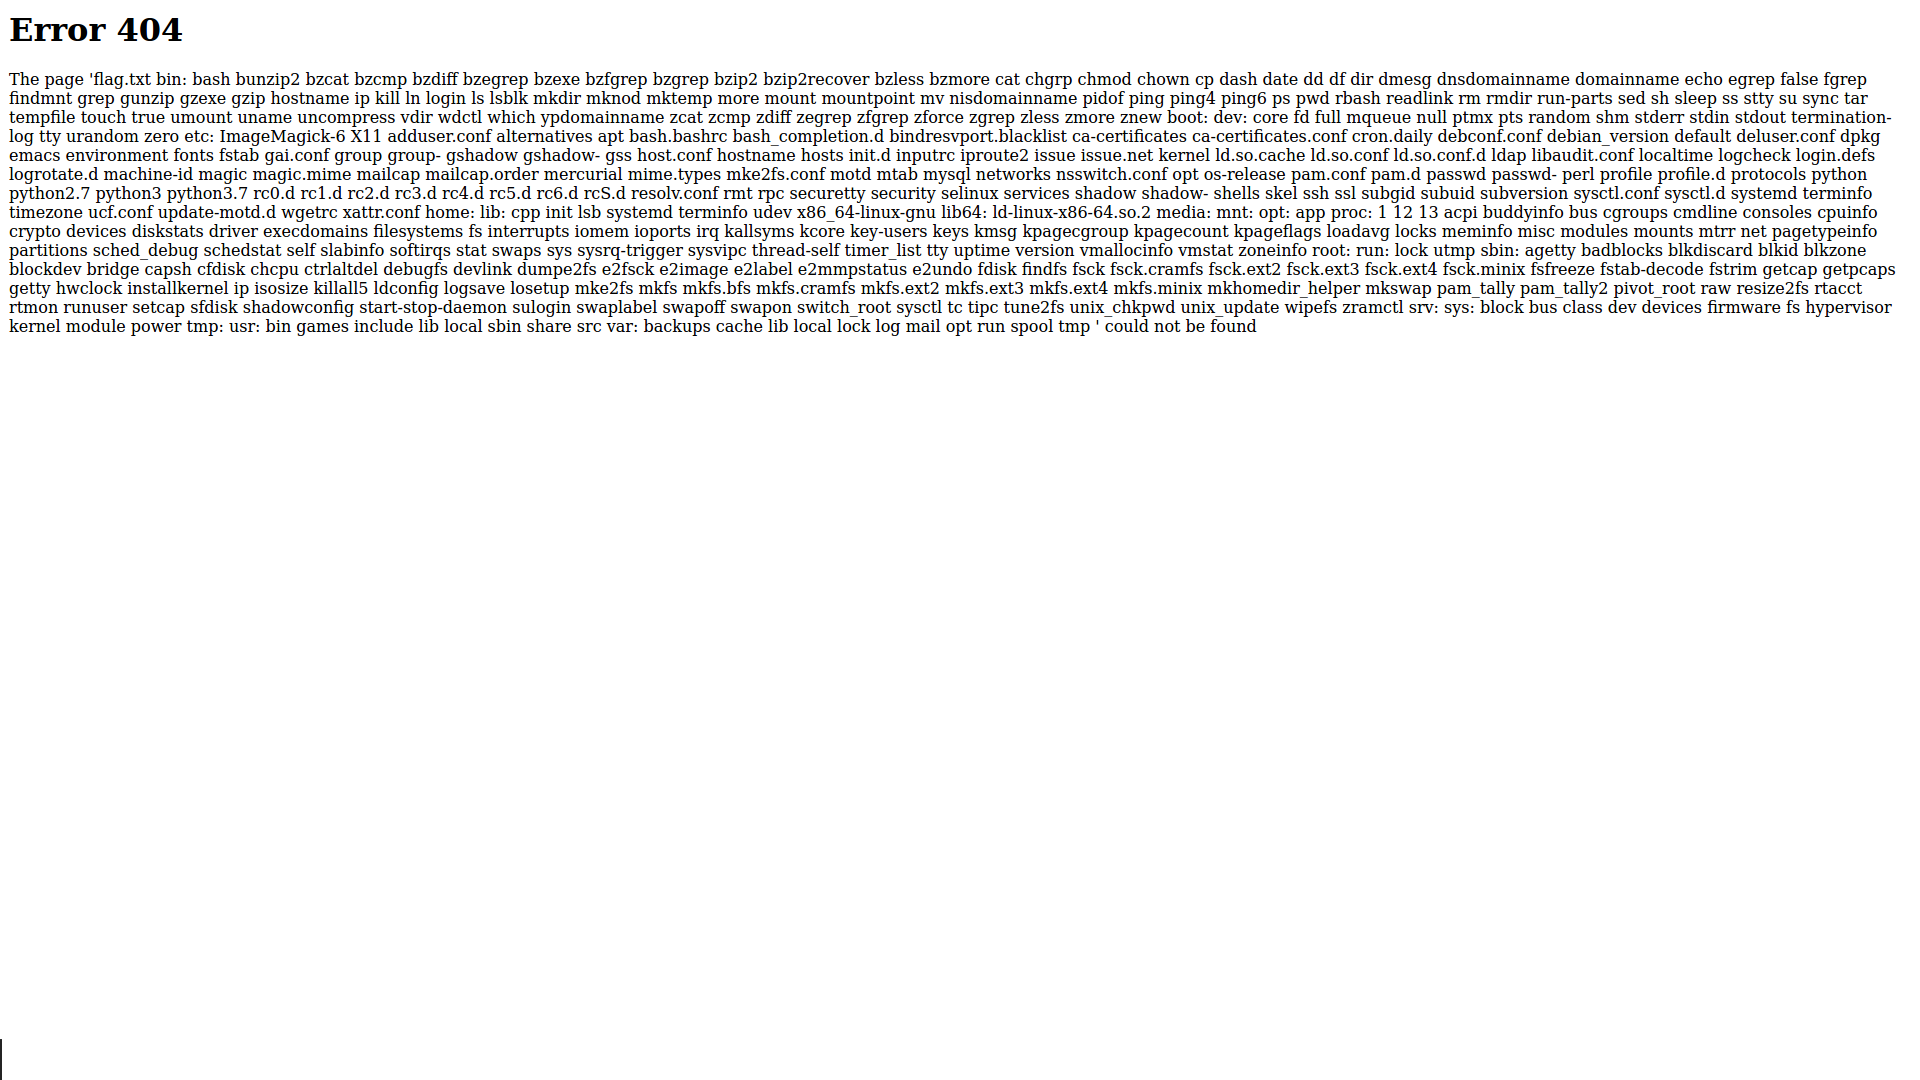 Error 404
The page 'flag.txt bin: bash bunzip2 bzcat bzcmp bzdiff bzegrep bzexe bzfgrep bzgrep bzip2 bzip2recover bzless bzmore cat chgrp chmod chown cp dash date dd df dir dmesg dnsdomainname domainname echo egrep false fgrep
findmnt grep gunzip gzexe gzip hostname ip kill ln login ls lsblk mkdir mknod mktemp more mount mountpoint mv nisdomainname pidof ping ping4 ping6 ps pwd rbash readlink rm rmdir run-parts sed sh sleep ss stty su sync tar
tempfile touch true umount uname uncompress vdir wdctl which ypdomainname zcat zcmp zdiff zegrep zfgrep zforce zgrep zless zmore znew boot: dev: core fd full mqueue null ptmx pts random shm stderr stdin stdout termination-
log tty urandom zero etc: ImageMagick-6 X11 adduser.conf alternatives apt bash.bashrc bash_completion.d bindresvport.blacklist ca-certificates ca-certificates.conf cron.daily debconf.conf debian_version default deluser.conf dpkg
emacs environment fonts fstab gai.conf group group- gshadow gshadow- gss host.conf hostname hosts init.d inputrc iproute2 issue issue.net kernel ld.so.cache ld.so.conf ld.so.conf.d ldap libaudit.conf localtime logcheck login.defs
logrotate.d machine-id magic magic.mime mailcap mailcap.order mercurial mime.types mke2fs.conf motd mtab mysql networks nsswitch.conf opt os-release pam.conf pam.d passwd passwd- perl profile profile.d protocols python
python2.7 python3 python3.7 rc0.d rc1.d rc2.d rc3.d rc4.d rc5.d rc6.d rcS.d resolv.conf rmt rpc securetty security selinux services shadow shadow- shells skel ssh ssl subgid subuid subversion sysctl.conf sysctl.d systemd terminfo
timezone ucf.conf update-motd.d wgetrc xattr.conf home: lib: cpp init lsb systemd terminfo udev x86_64-linux-gnu lib64: ld-linux-x86-64.so.2 media: mnt: opt: app proc: 1 12 13 acpi buddyinfo bus cgroups cmdline consoles cpuinfo
crypto devices diskstats driver execdomains filesystems fs interrupts iomem ioports irq kallsyms kcore key-users keys kmsg kpagecgroup kpagecount kpageflags loadavg locks meminfo misc modules mounts mtrr net pagetypeinfo
partitions sched_debug schedstat self slabinfo softirqs stat swaps sys sysrq-trigger sysvipc thread-self timer_list tty uptime version vmallocinfo vmstat zoneinfo root: run: lock utmp sbin: agetty badblocks blkdiscard blkid blkzone
blockdev bridge capsh cfdisk chcpu ctrlaltdel debugfs devlink dumpe2fs e2fsck e2image e2label e2mmpstatus e2undo fdisk findfs fsck fsck.cramfs fsck.ext2 fsck.ext3 fsck.ext4 fsck.minix fsfreeze fstab-decode fstrim getcap getpcaps
getty hwclock installkernel ip isosize killall5 ldconfig logsave losetup mke2fs mkfs mkfs.bfs mkfs.cramfs mkfs.ext2 mkfs.ext3 mkfs.ext4 mkfs.minix mkhomedir_helper mkswap pam_tally pam_tally2 pivot_root raw resize2fs rtacct
rtmon runuser setcap sfdisk shadowconfig start-stop-daemon sulogin swaplabel swapoff swapon switch_root sysctl tc tipc tune2fs unix_chkpwd unix_update wipefs zramctl srv: sys: block bus class dev devices firmware fs hypervisor
kernel module power tmp: usr: bin games include lib local sbin share src var: backups cache lib local lock log mail opt run spool tmp ' could not be found